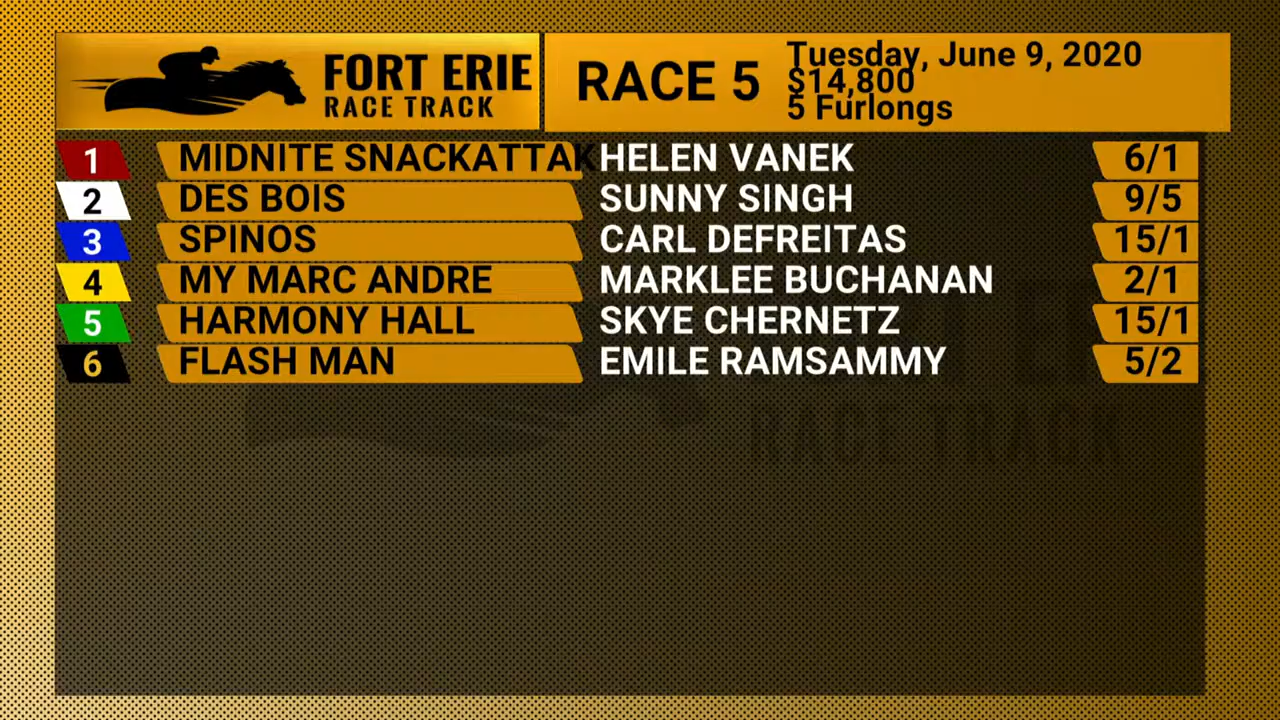 FORT ERIE
RACE TRACK
RACE 5
Tuesday, June 9, 2020
$14,800
5 Furlongs
1 MIDNITE SNACKATTAK HELEN VANEK 6/1
2 DES BOIS SUNNY SINGH 9/5
3 SPINOS CARL DEFREITAS 15/1
4 MY MARC ANDRE MARKLEE BUCHANAN 2/1
5 HARMONY HALL SKYE CHERNETZ 15/1
6 FLASH MAN EMILE RAMSAMMY 5/2
RACE TRACK